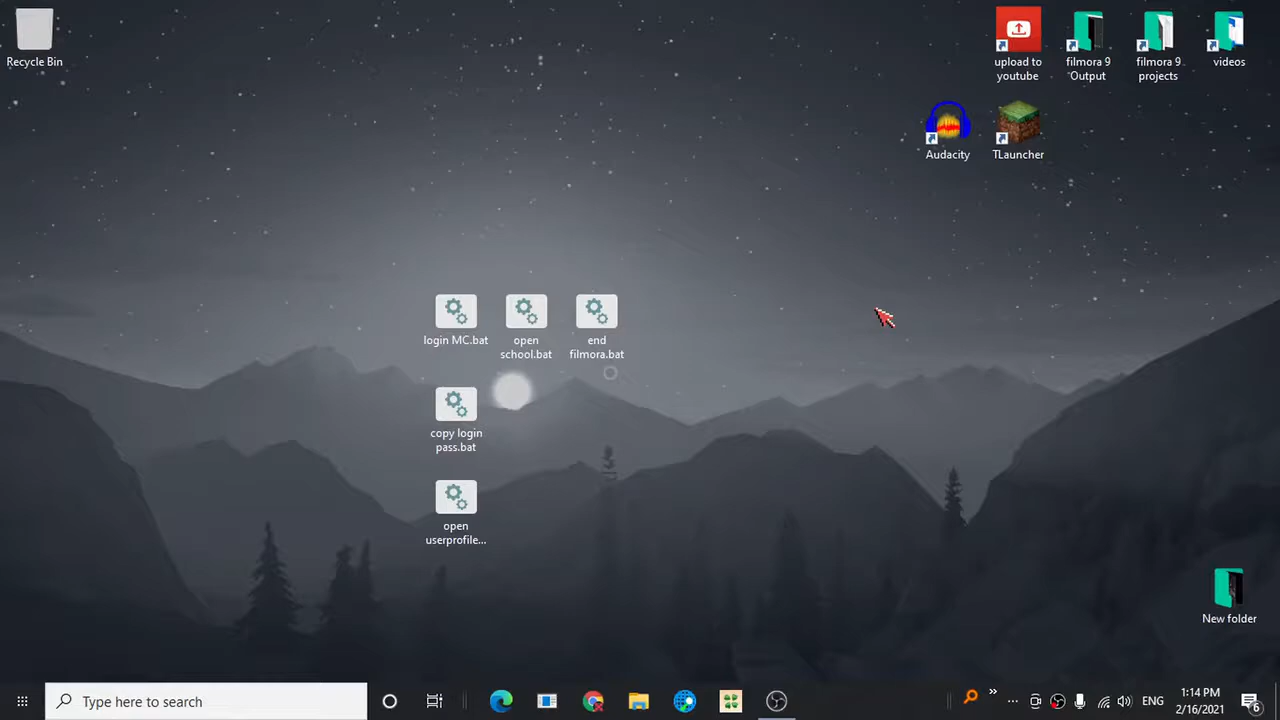 Recycle Bin
upload to
youtube
filmora 9
Output
filmora 9
projects
videos
Audacity
TLauncher
login MC.bat
open
school.bat
end
filmora.bat
copy login
pass.bat
open
userprofile...
New folder
Type here to search
ENG
1:14 PM
2/16/2021
6